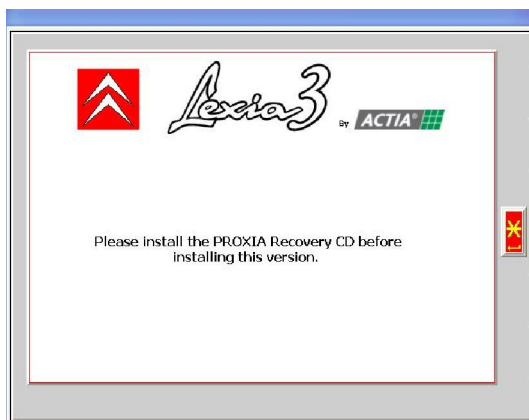 Lexia3
By ACTIA®
Please install the PROXIA Recovery CD before
installing this version.